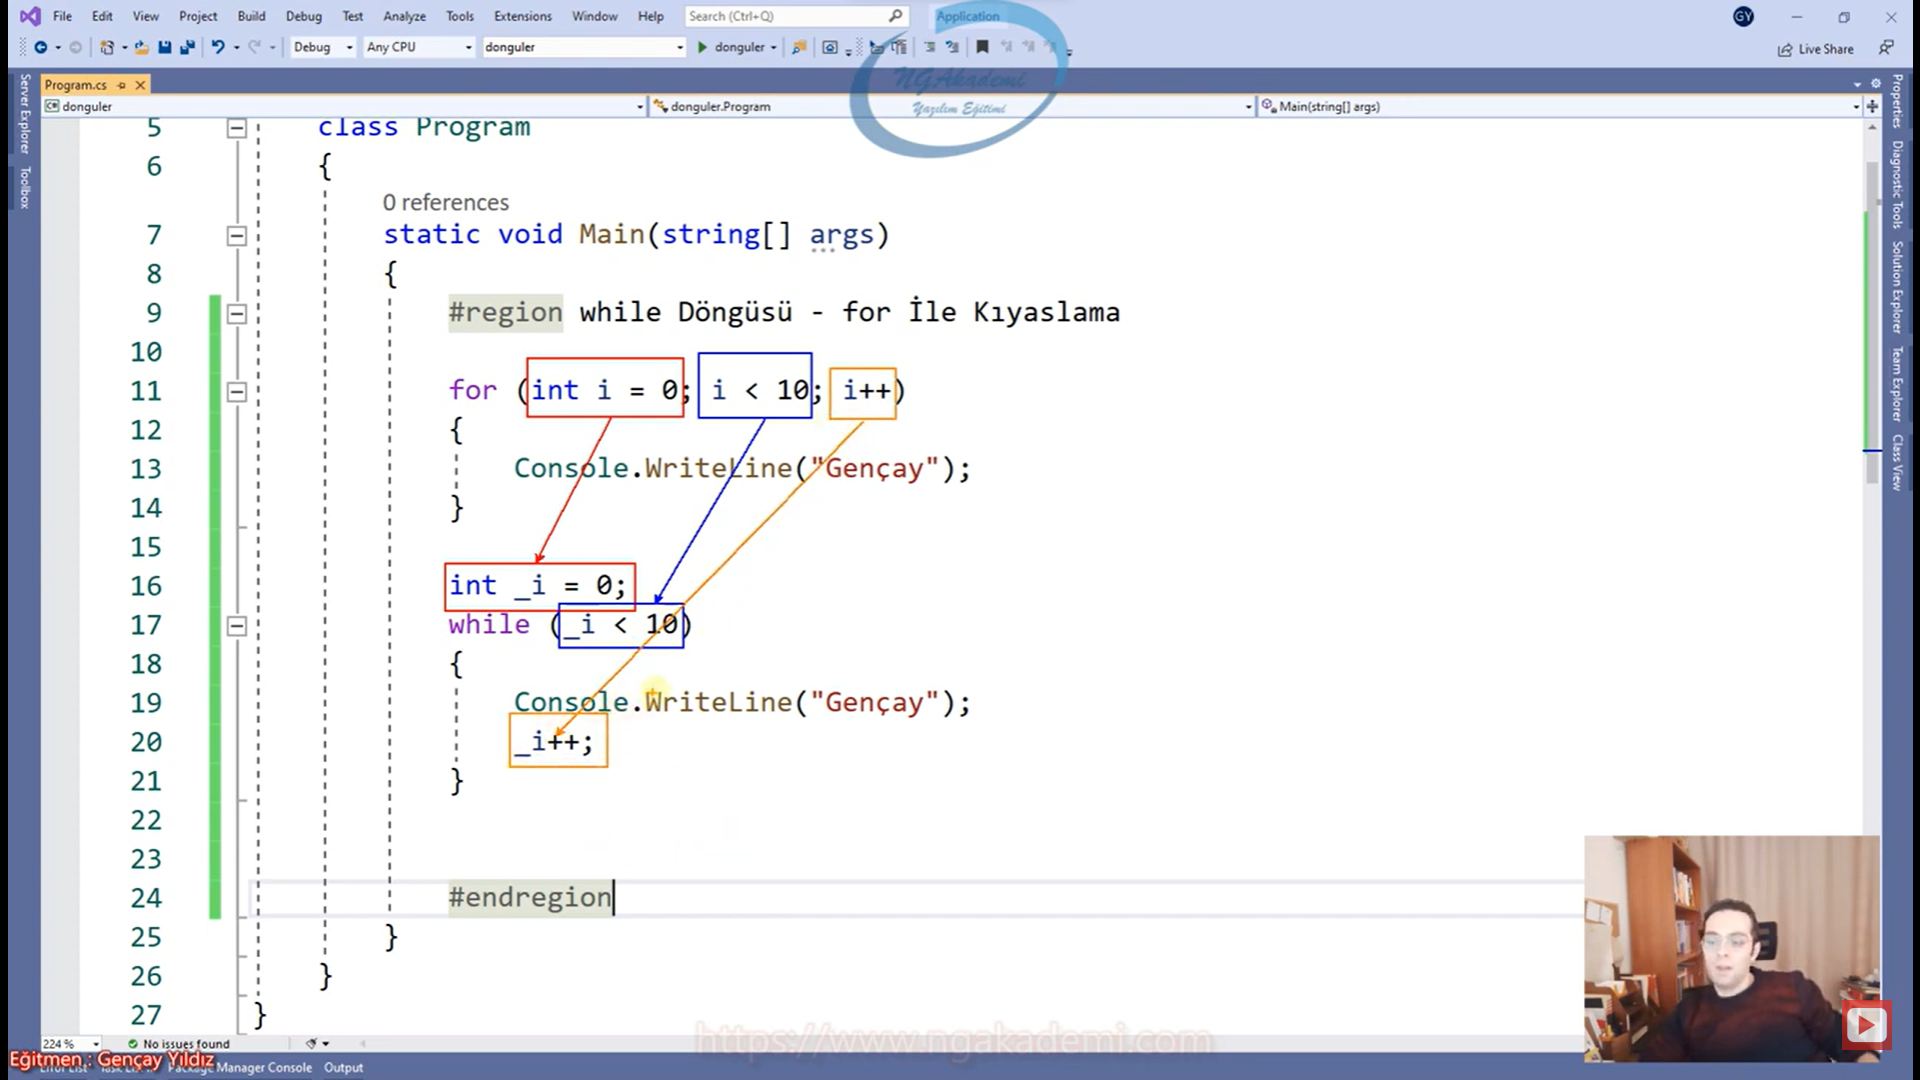 File Edit View Project Build Debug Test Analyze Tools Extensions Window Help Search (Ctrl+Q) Application GY
Debug Any CPU donguler donguler Live Share
NGAkademi
Yazılım Eğitimi
Program.cs
donguler donguler.Program Main(string[] args)
Server Explorer
Toolbox
Properties
Diagnostic Tools
Solution Explorer
Team Explorer
Class View
5 class Program
6 {
0 references
7 static void Main(string[] args)
8 {
9 #region while Döngüsü - for İle Kıyaslama
10
11 for (int i = 0; i < 10; i++)
12 {
13 Console.WriteLine("Gençay");
14 }
15
16 int _i = 0;
17 while (_i < 10)
18 {
19 Console.WriteLine("Gençay");
20 _i++;
21 }
22
23
24 #endregion
25 }
26 }
27 }
224 % No issues found
https://www.ngakademi.com
Eğitmen : Gençay Yıldız
Package Manager Console Output